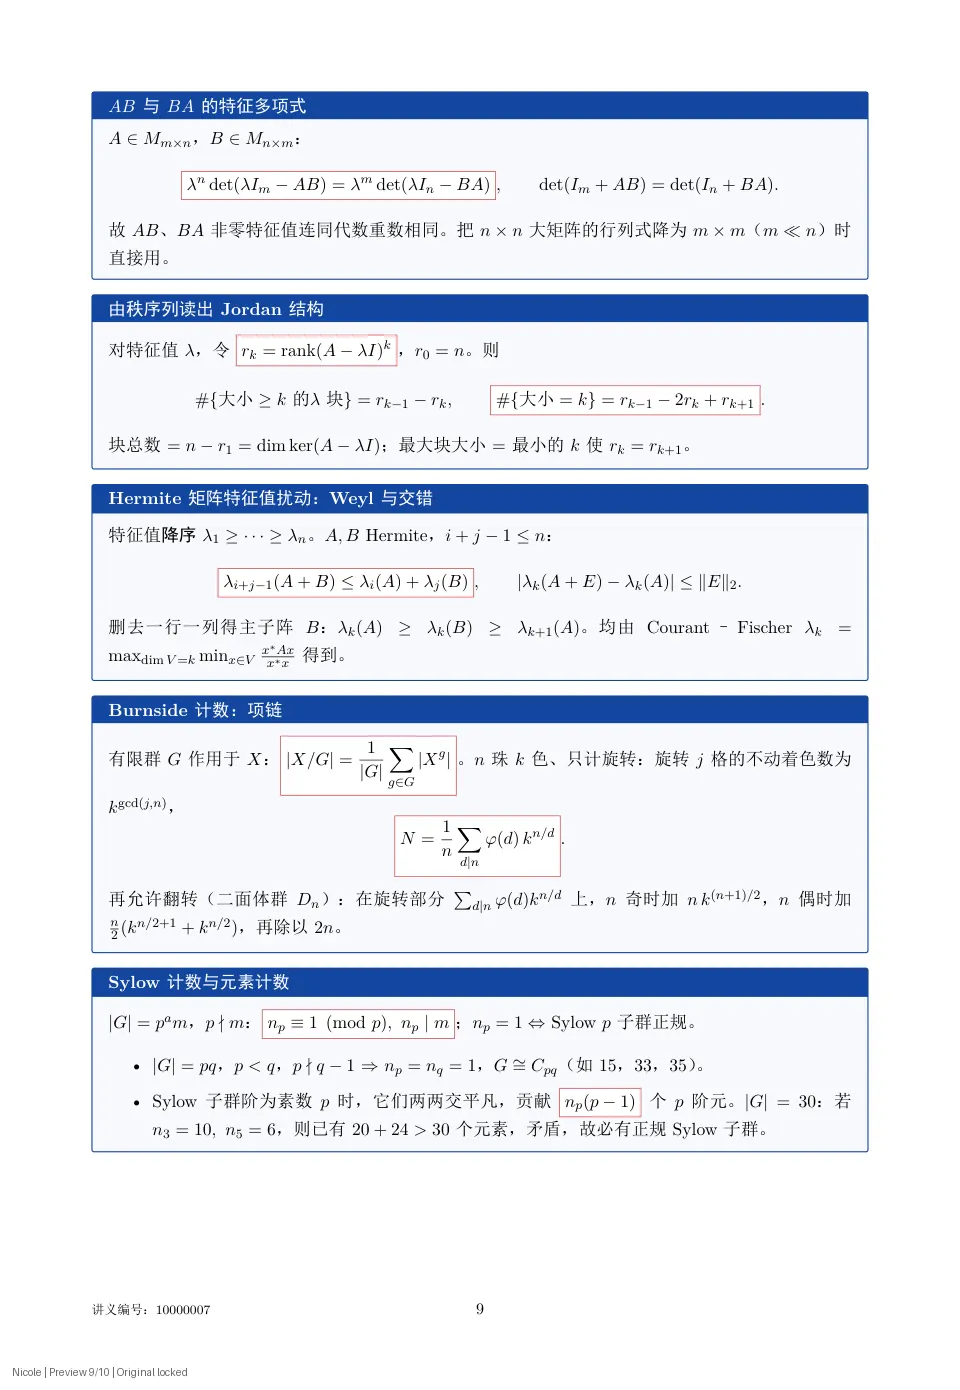 AB 与 BA 的特征多项式
A ∈ M_{m×n}，B ∈ M_{n×m}：
λ^n det(λI_m − AB) = λ^m det(λI_n − BA),  det(I_m + AB) = det(I_n + BA).
故 AB、BA 非零特征值连同代数重数相同。把 n × n 大矩阵的行列式降为 m × m（m ≪ n）时
直接用。
由秩序列读出 Jordan 结构
对特征值 λ，令 r_k = rank(A − λI)^k，r_0 = n。则
#{大小 ≥ k 的λ 块} = r_{k−1} − r_k,  #{大小 = k} = r_{k−1} − 2r_k + r_{k+1}.
块总数 = n − r_1 = dim ker(A − λI)；最大块大小 = 最小的 k 使 r_k = r_{k+1}。
Hermite 矩阵特征值扰动：Weyl 与交错
特征值降序 λ_1 ≥ ··· ≥ λ_n。A, B Hermite，i + j − 1 ≤ n：
λ_{i+j−1}(A + B) ≤ λ_i(A) + λ_j(B),  |λ_k(A + E) − λ_k(A)| ≤ ‖E‖_2.
删去一行一列得主子阵 B：λ_k(A) ≥ λ_k(B) ≥ λ_{k+1}(A)。均由 Courant – Fischer λ_k =
max_{dim V=k} min_{x∈V} \frac{x*Ax}{x*x} 得到。
Burnside 计数：项链
有限群 G 作用于 X：|X/G| = \frac{1}{|G|} ∑_{g∈G} |X^g|。n 珠 k 色、只计旋转：旋转 j 格的不动着色数为
k^{gcd(j,n)}，
N = \frac{1}{n} ∑_{d|n} φ(d) k^{n/d}.
再允许翻转（二面体群 D_n）：在旋转部分 ∑_{d|n} φ(d)k^{n/d} 上，n 奇时加 n k^{(n+1)/2}，n 偶时加
\frac{n}{2}(k^{n/2+1} + k^{n/2})，再除以 2n。
Sylow 计数与元素计数
|G| = p^a m，p ∤ m：n_p ≡ 1 (mod p), n_p | m；n_p = 1 ⇔ Sylow p 子群正规。
• |G| = pq，p < q，p ∤ q − 1 ⇒ n_p = n_q = 1，G ≅ C_{pq}（如 15，33，35）。
• Sylow 子群阶为素数 p 时，它们两两交平凡，贡献 n_p(p − 1) 个 p 阶元。|G| = 30：若
n_3 = 10, n_5 = 6，则已有 20 + 24 > 30 个元素，矛盾，故必有正规 Sylow 子群。
讲义编号：10000007
9
Nicole | Preview 9/10 | Original locked